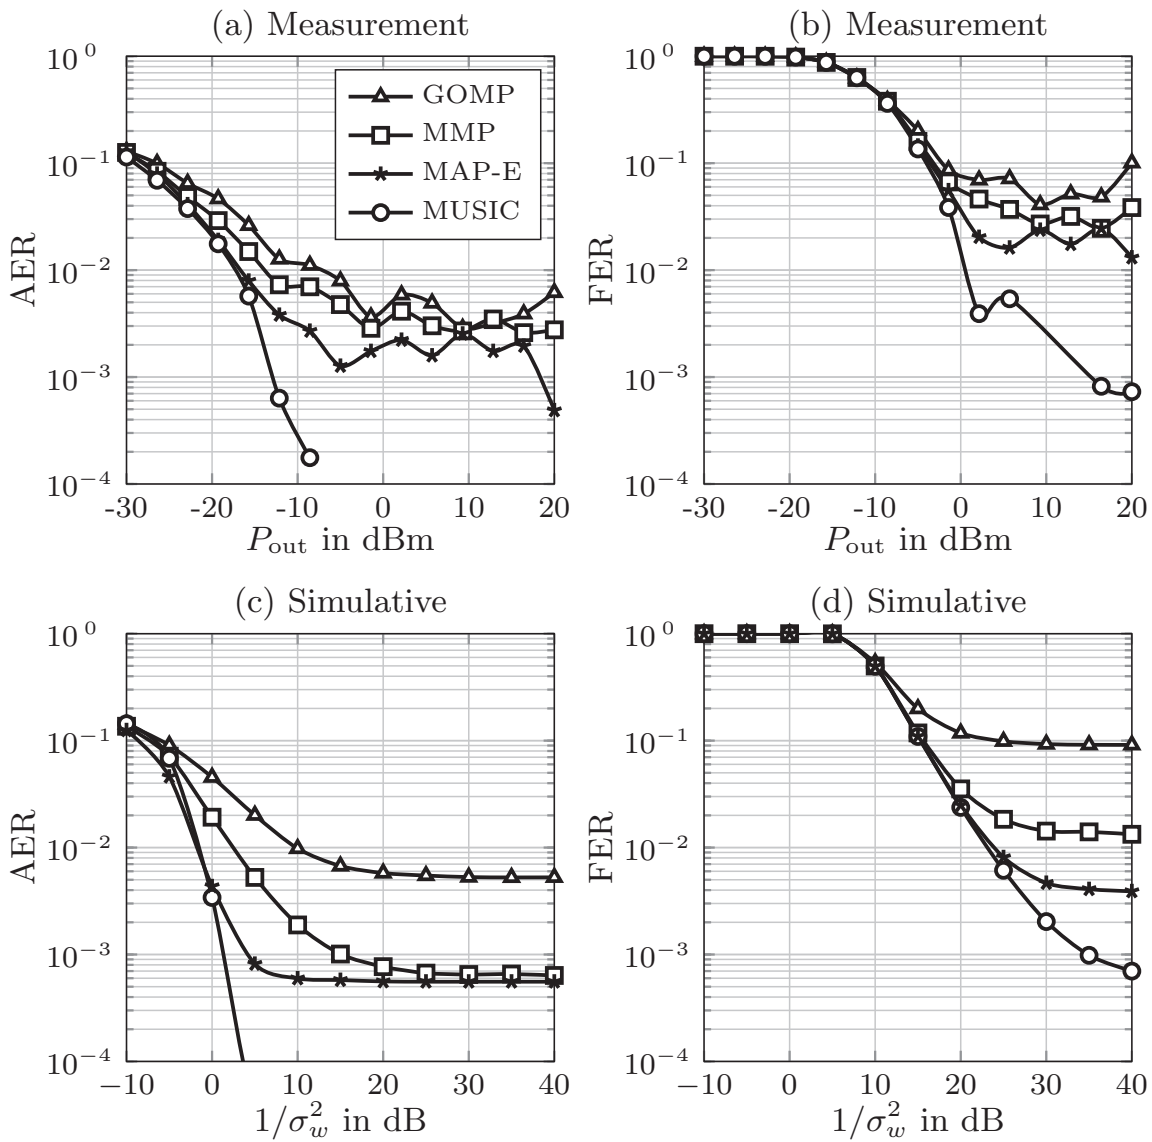 (a) Measurement
10^0
10^-1
10^-2
10^-3
10^-4
AER
GOMP
MMP
MAP-E
MUSIC
-30 -20 -10 0 10 20
P_out in dBm
(b) Measurement
10^0
10^-1
10^-2
10^-3
10^-4
FER
-30 -20 -10 0 10 20
P_out in dBm
(c) Simulative
10^0
10^-1
10^-2
10^-3
10^-4
AER
−10 0 10 20 30 40
1/σ_w^2 in dB
(d) Simulative
10^0
10^-1
10^-2
10^-3
10^-4
FER
−10 0 10 20 30 40
1/σ_w^2 in dB